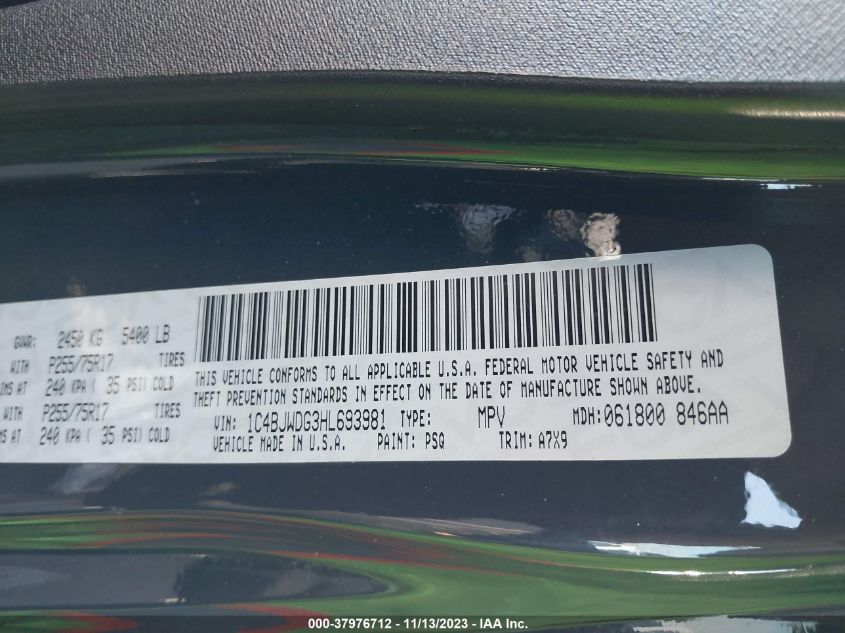 GVWR: 2450 KG 5400 LB
WITH P255/75R17 TIRES
MS AT 240 KPA ( 35 PSI) COLD
WITH P255/75R17 TIRES
MS AT 240 KPA ( 35 PSI) COLD
THIS VEHICLE CONFORMS TO ALL APPLICABLE U.S.A. FEDERAL MOTOR VEHICLE SAFETY AND
THEFT PREVENTION STANDARDS IN EFFECT ON THE DATE OF MANUFACTURE SHOWN ABOVE.
VIN: 1C4BJWDG3HL693981 TYPE: MPV MDH:061800 846AA
VEHICLE MADE IN U.S.A. PAINT: PSQ TRIM: A7X9
000-37976712 - 11/13/2023 - IAA Inc.